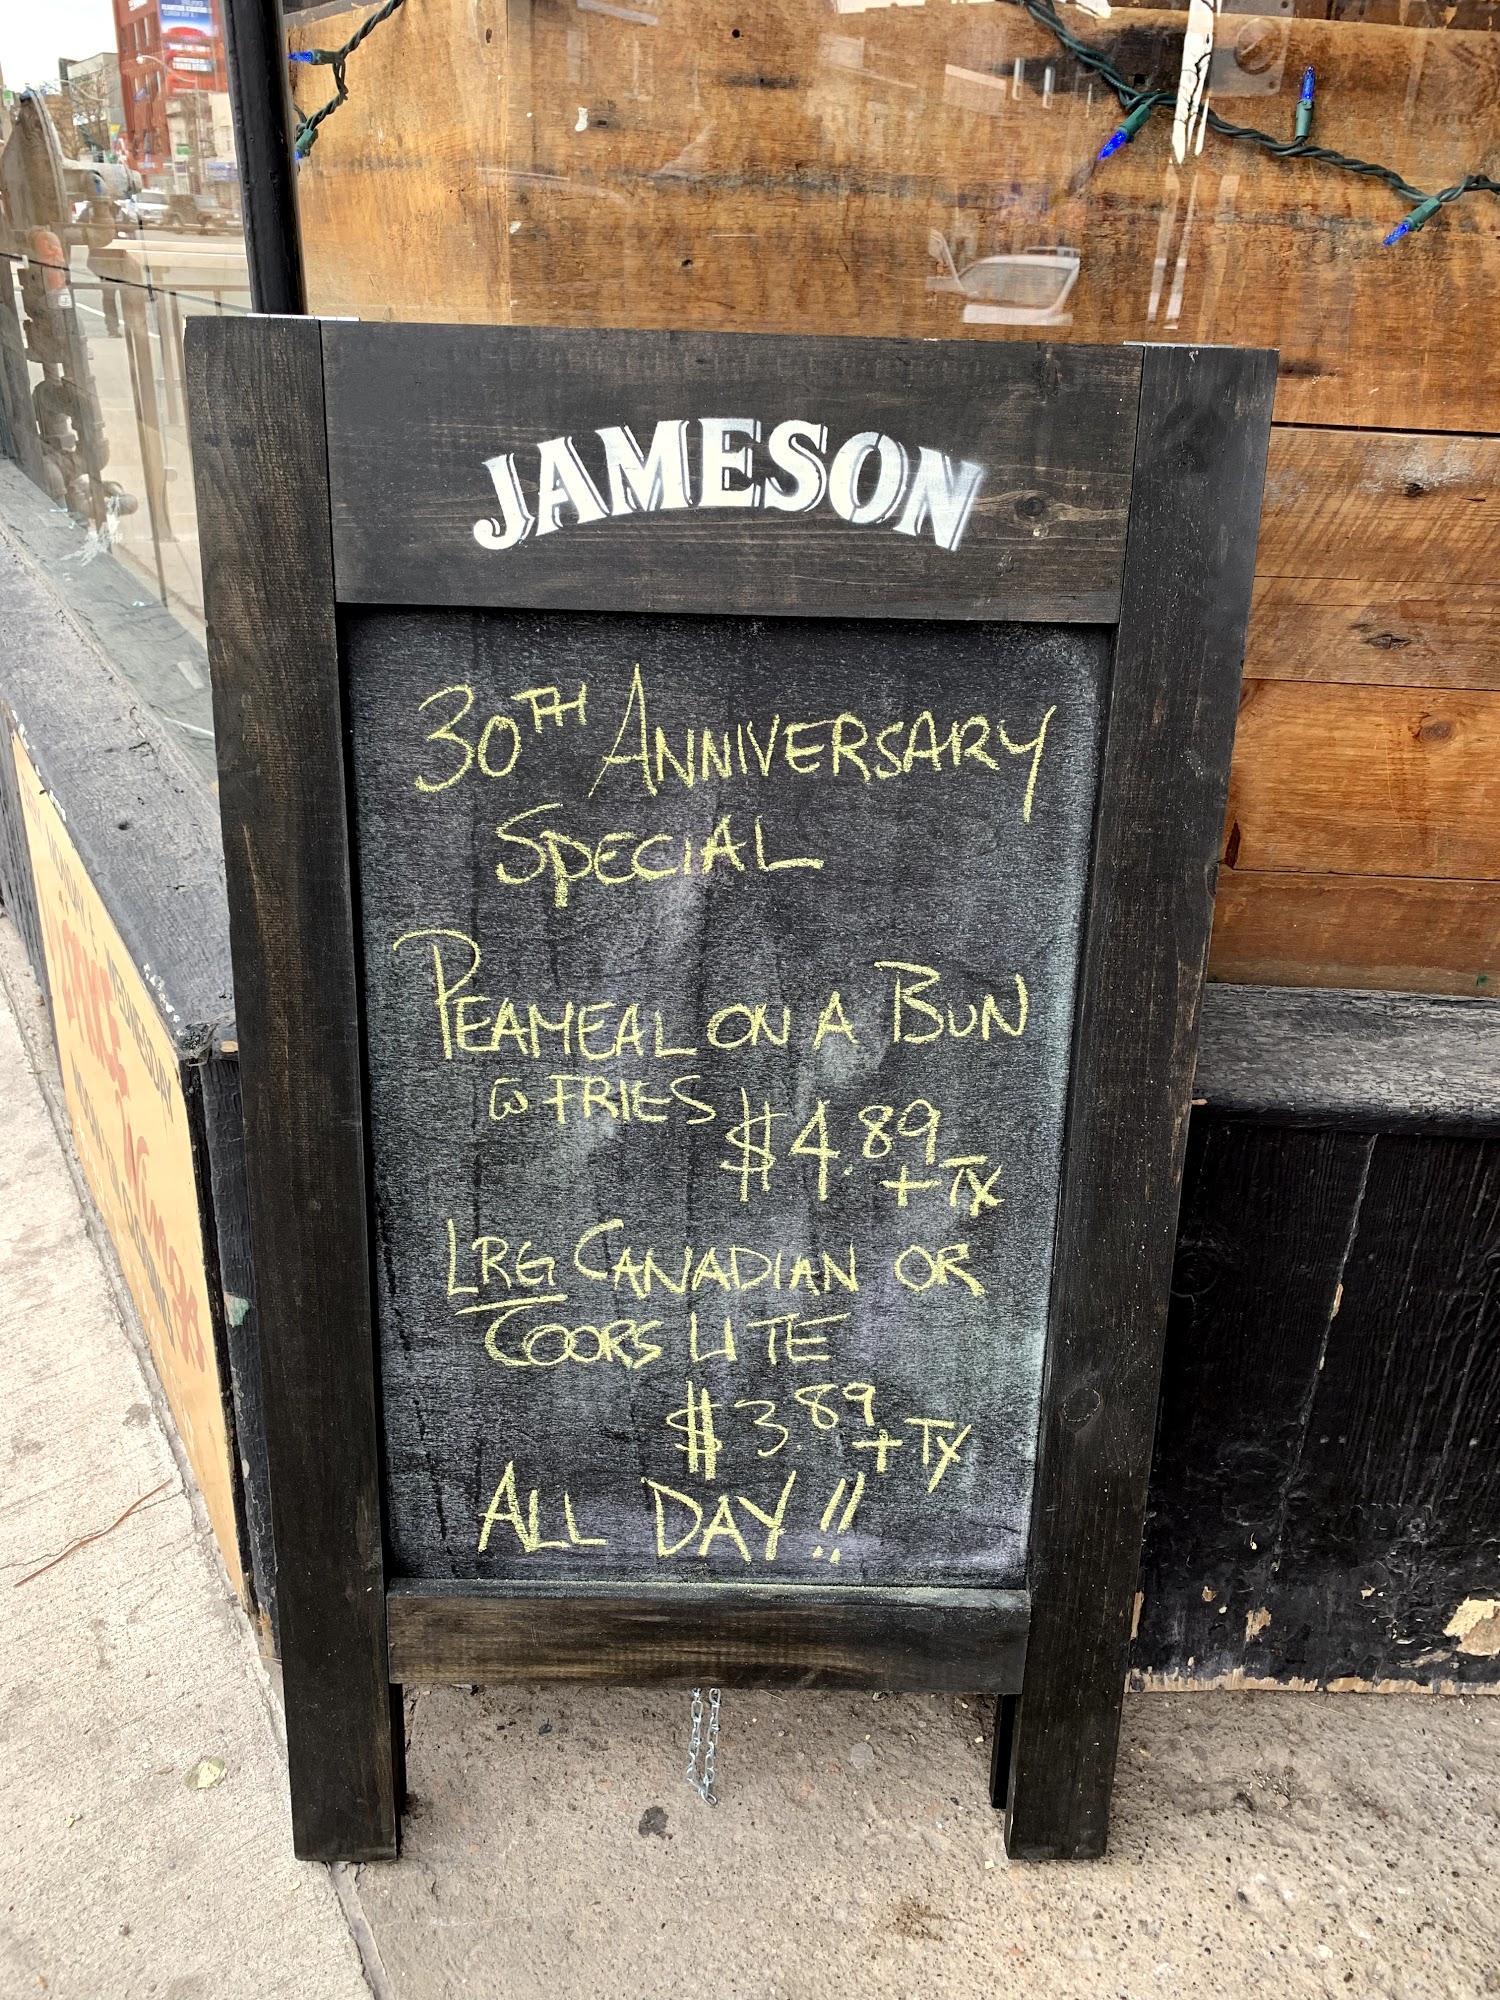 JAMESON
30TH ANNIVERSARY
SPECIAL
PEAMEAL ON A BUN
W FRIES $4.89
+TX
LRG CANADIAN OR
COORS LITE
$3.89 +TX
ALL DAY!!